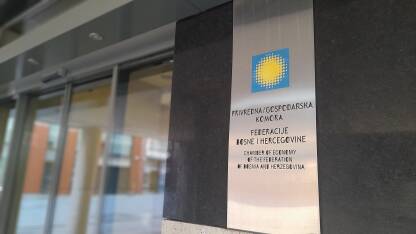 PRIVREDNA/GOSPODARSKA
KOMORA
FEDERACIJE
BOSNE I HERCEGOVINE
CHAMBER OF ECONOMY
OF THE FEDERATION
OF BOSNIA AND HERZEGOVINA